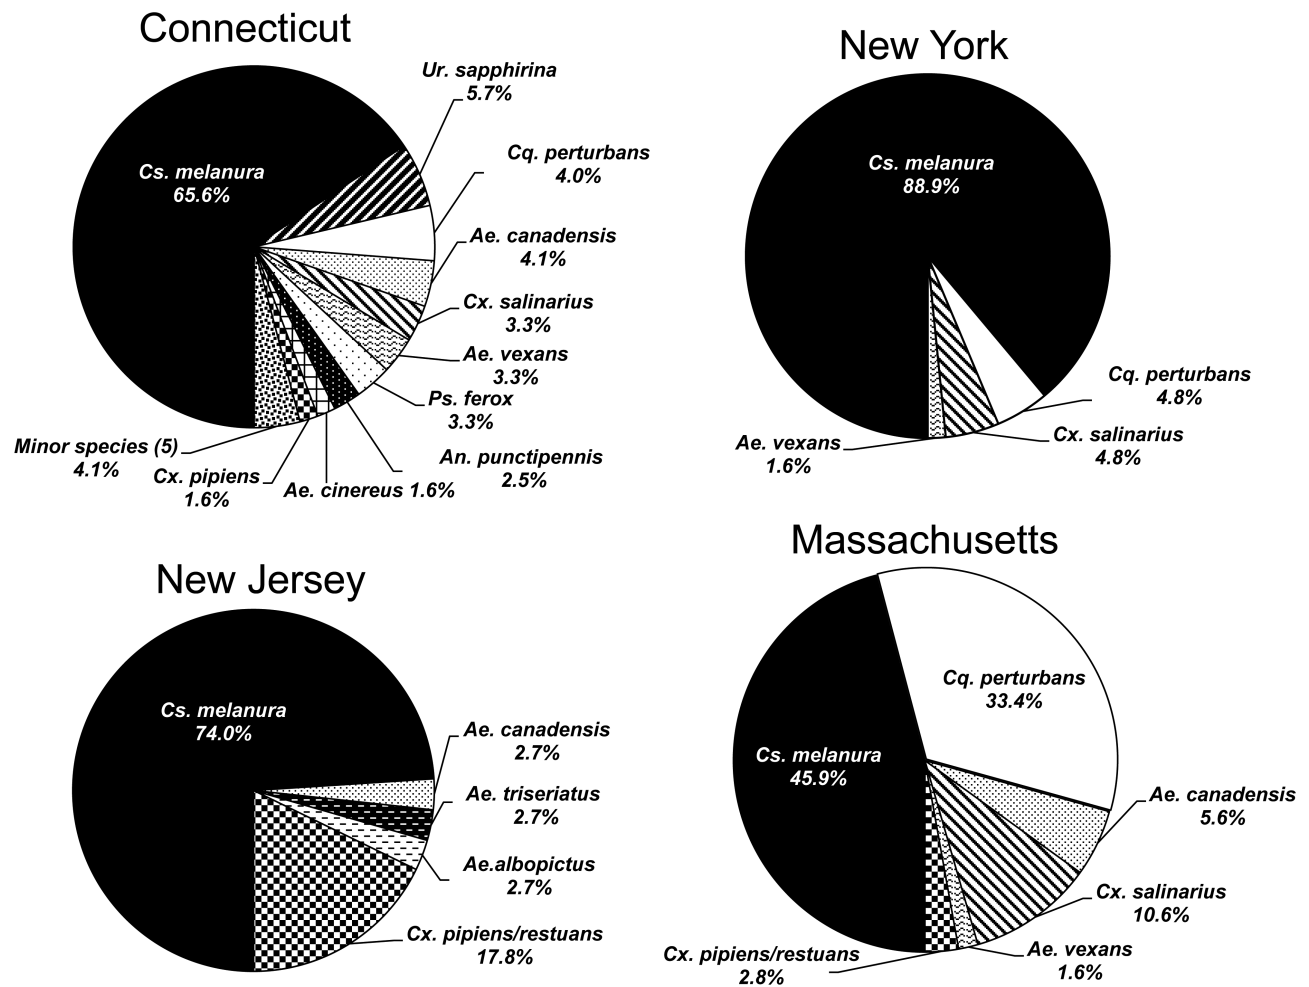 Connecticut
Cs. melanura
65.6%
Ur. sapphirina
5.7%
Cq. perturbans
4.0%
Ae. canadensis
4.1%
Cx. salinarius
3.3%
Ae. vexans
3.3%
Ps. ferox
3.3%
An. punctipennis
2.5%
Ae. cinereus 1.6%
Cx. pipiens
1.6%
Minor species (5)
4.1%
New York
Cs. melanura
88.9%
Cq. perturbans
4.8%
Cx. salinarius
4.8%
Ae. vexans
1.6%
New Jersey
Cs. melanura
74.0%
Ae. canadensis
2.7%
Ae. triseriatus
2.7%
Ae.albopictus
2.7%
Cx. pipiens/restuans
17.8%
Massachusetts
Cq. perturbans
33.4%
Cs. melanura
45.9%
Ae. canadensis
5.6%
Cx. salinarius
10.6%
Ae. vexans
1.6%
Cx. pipiens/restuans
2.8%